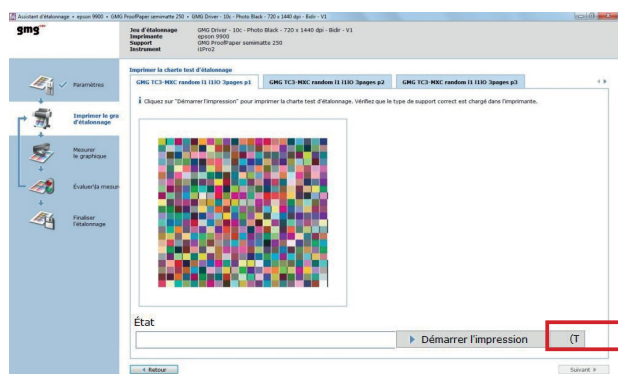 Assistant d'étalonnage • epson 9900 • GMG ProofPaper semimatte 250 • GMG Driver - 10c - Photo Black - 720 x 1440 dpi - Bidir - V1
gmg
Jeu d'étalonnage GMG Driver - 10c - Photo Black - 720 x 1440 dpi - Bidir - V1
Imprimante epson 9900
Support GMG ProofPaper semimatte 250
Instrument i1Pro2
Imprimer la charte test d'étalonnage
GMG TC3-MXC random I1 I1IO 3pages p1 GMG TC3-MXC random I1 I1IO 3pages p2 GMG TC3-MXC random I1 I1IO 3pages p3
Cliquez sur "Démarrer l'impression" pour imprimer la charte test d'étalonnage. Vérifiez que le type de support correct est chargé dans l'imprimante.
Paramètres
Imprimer le gra
d'étalonnage
Mesurer
le graphique
Évaluer la mesur
Finaliser
l'étalonnage
État
Démarrer l'impression (T
Retour Suivant